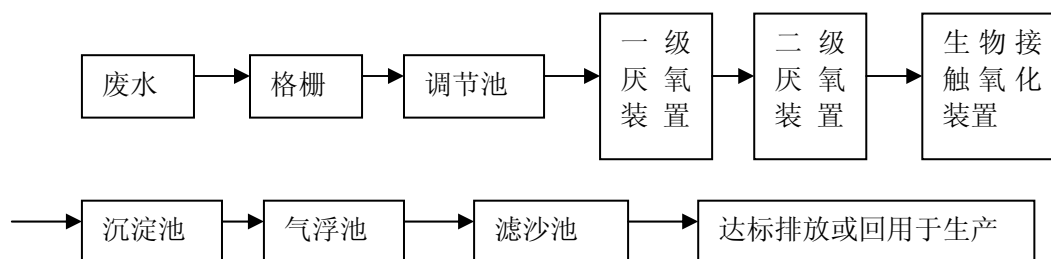 废水
格栅
调节池
一级
厌氧
装置
二级
厌氧
装置
生物接
触氧化
装置
沉淀池
气浮池
滤沙池
达标排放或回用于生产